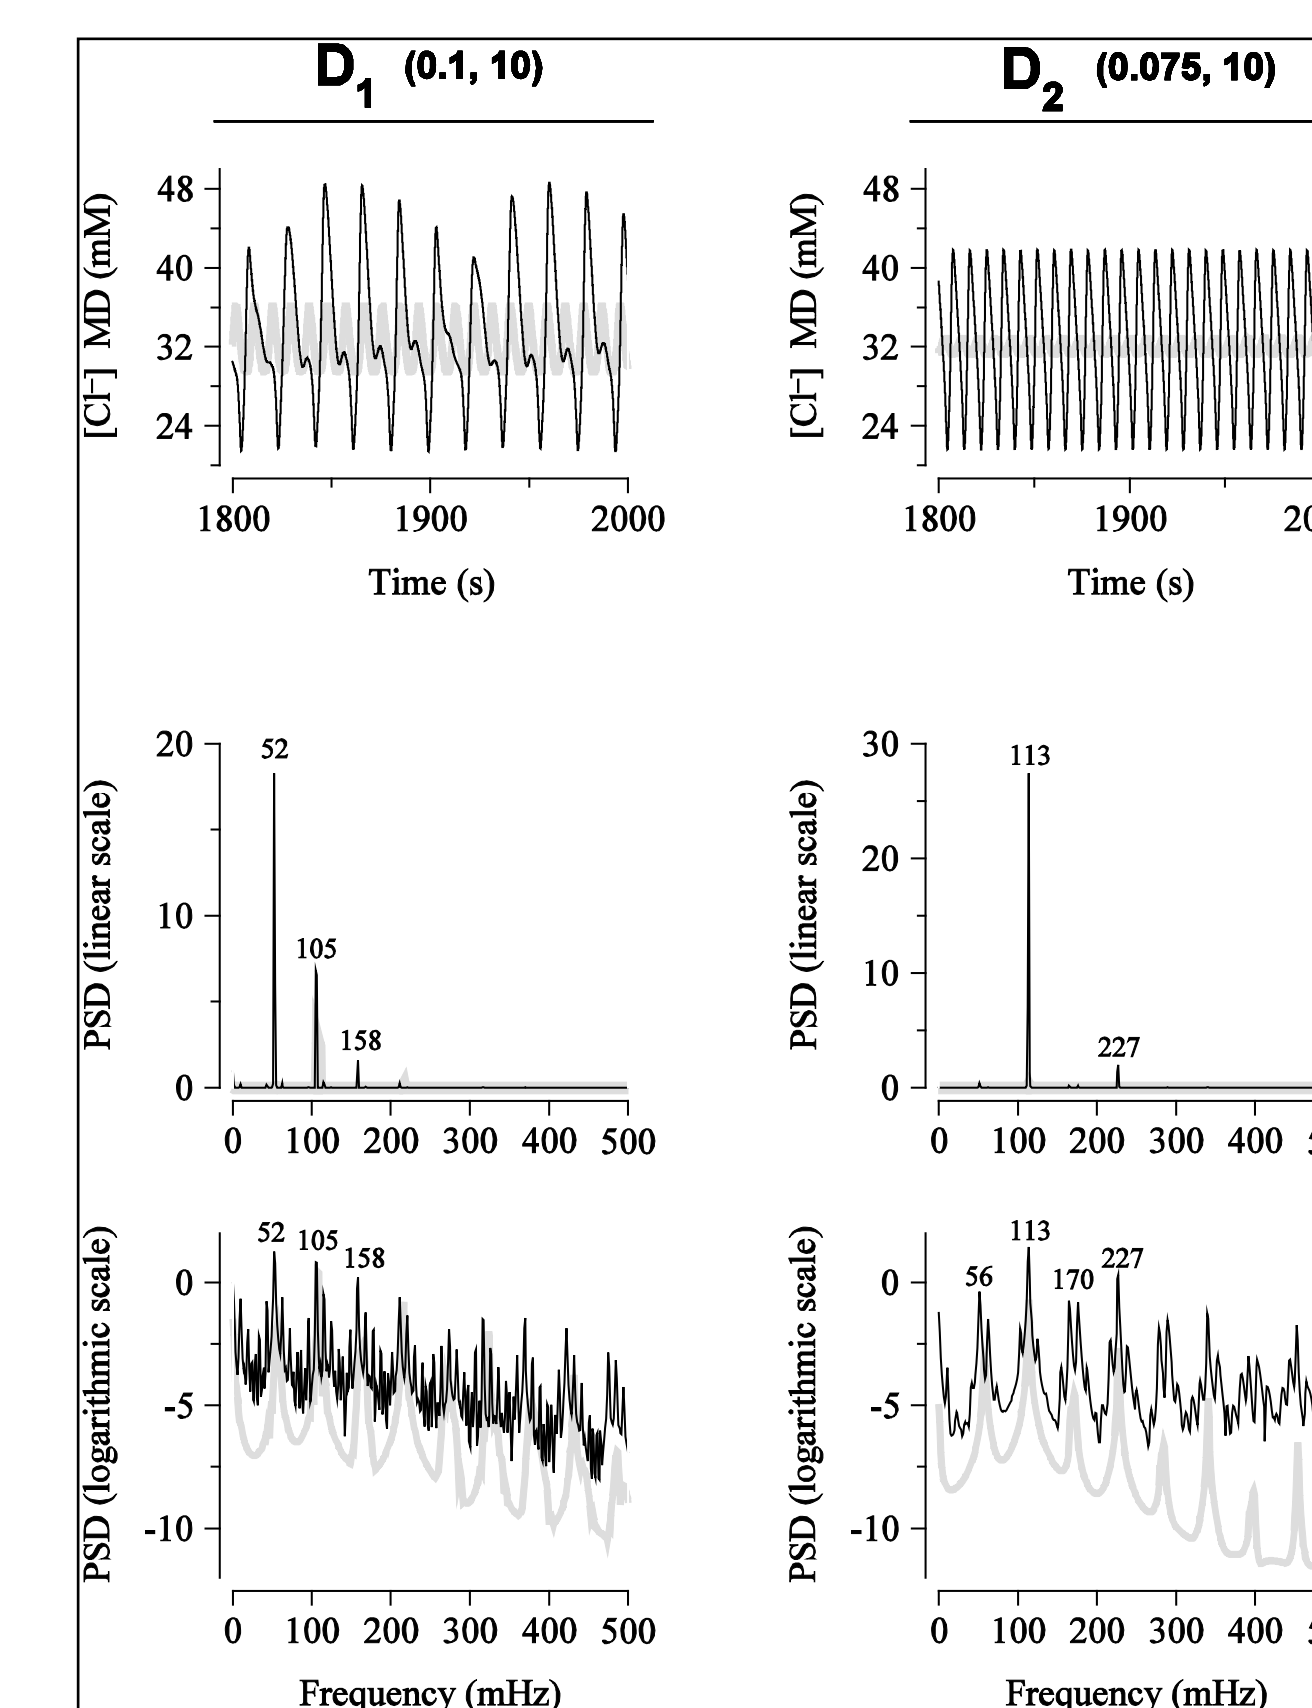 D1 (0.1, 10)
D2 (0.075, 10)
[Cl⁻] MD (mM)
48
40
32
24
1800 1900 2000
Time (s)
[Cl⁻] MD (mM)
48
40
32
24
1800 1900 20
Time (s)
PSD (linear scale)
20
10
0
52
105
158
0 100 200 300 400 500
PSD (linear scale)
30
20
10
0
113
227
0 100 200 300 400
PSD (logarithmic scale)
0
-5
-10
52
105
158
0 100 200 300 400 500
Frequency (mHz)
PSD (logarithmic scale)
0
-5
-10
56
113
170
227
0 100 200 300 400
Frequency (mHz)